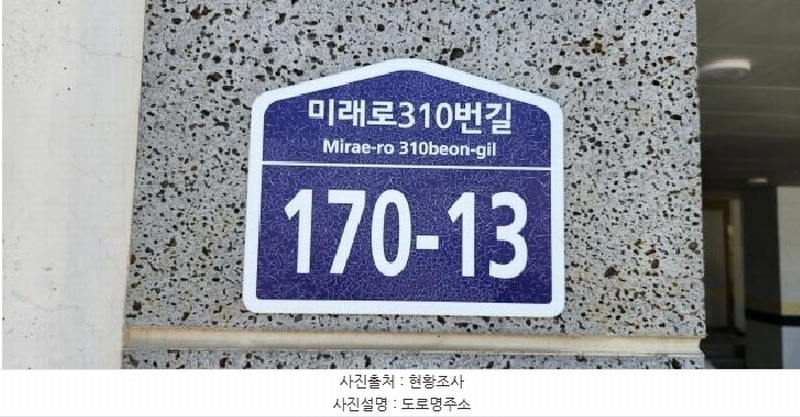 미래로310번길
Mirae-ro 310beon-gil
170-13
사진출처 : 현황조사
사진설명 : 도로명주소